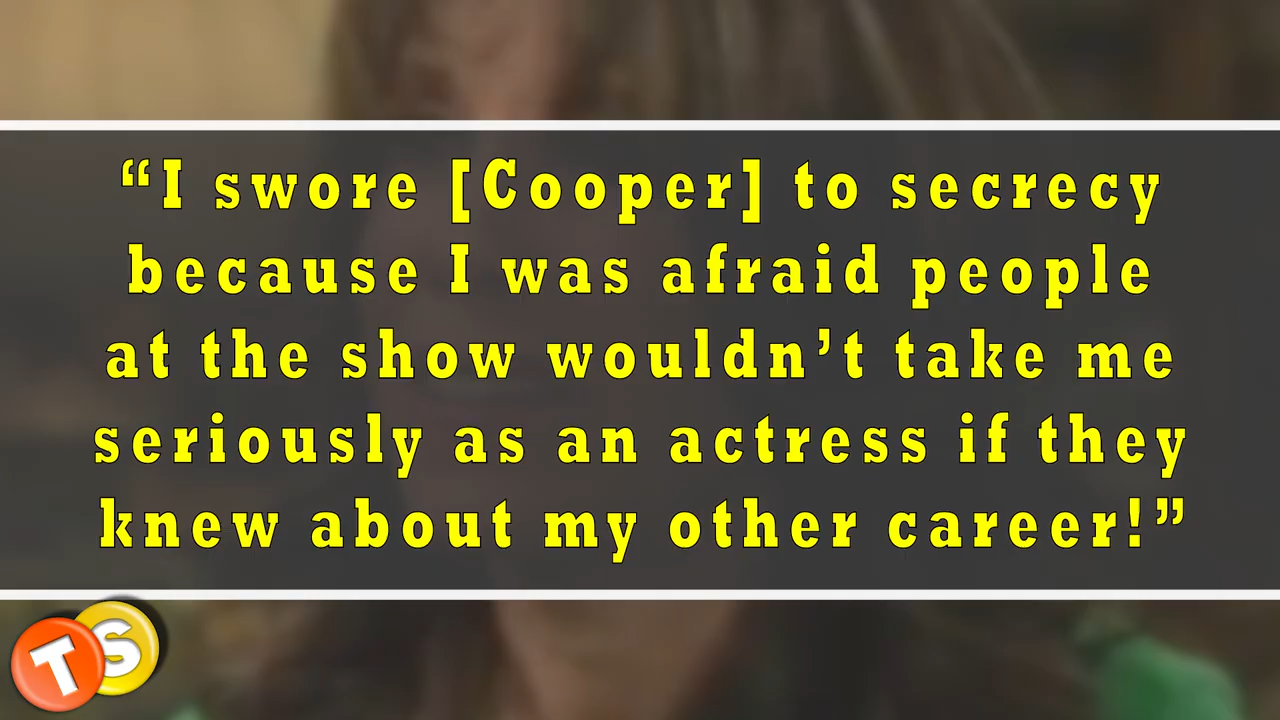 “I swore [Cooper] to secrecy
because I was afraid people
at the show wouldn’t take me
seriously as an actress if they
knew about my other career!”
TS